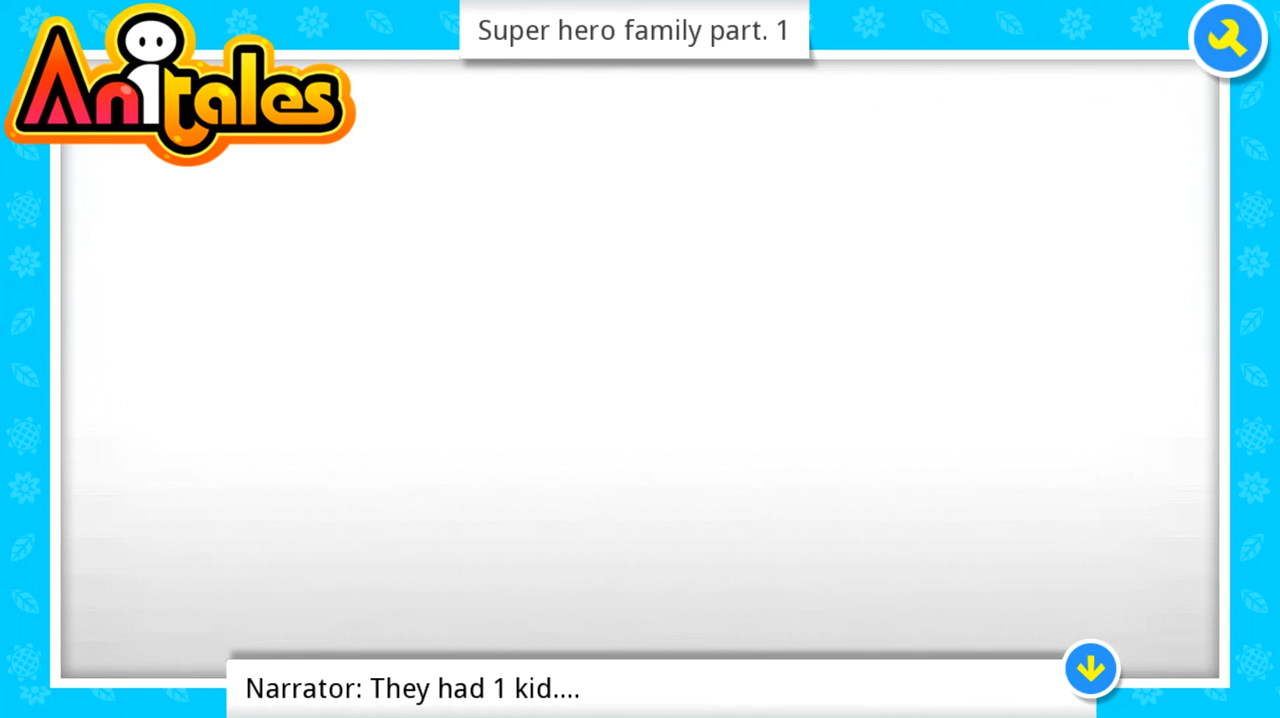 Super hero family part. 1
Anitales
Narrator: They had 1 kid....